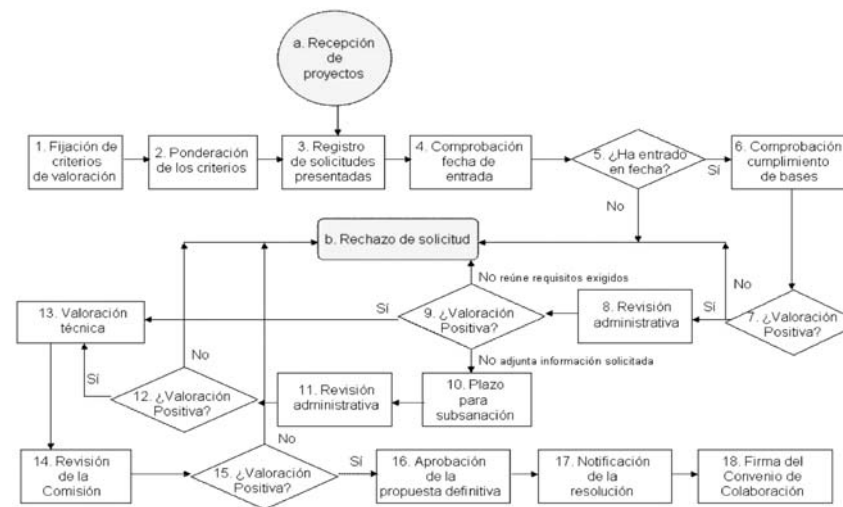 a. Recepción
de
proyectos
1. Fijación de
criterios
de valoración
2. Ponderación
de los criterios
3. Registro
de solicitudes
presentadas
4. Comprobación
fecha de
entrada
5. ¿Ha entrado
en fecha?
Sí
6. Comprobación
cumplimiento
de bases
No
b. Rechazo de solicitud
No reúne requisitos exigidos
No
13. Valoración
técnica
Sí
9. ¿Valoración
Positiva?
8. Revisión
administrativa
Sí
7. ¿Valoración
Positiva?
No adjunta información solicitada
No
Sí
12. ¿Valoración
Positiva?
11. Revisión
administrativa
10. Plazo
para
subsanación
No
14. Revisión
de la
Comisión
15. ¿Valoración
Positiva?
Sí
16. Aprobación
de la
propuesta definitiva
17. Notificación
de la
resolución
18. Firma del
Convenio de
Colaboración